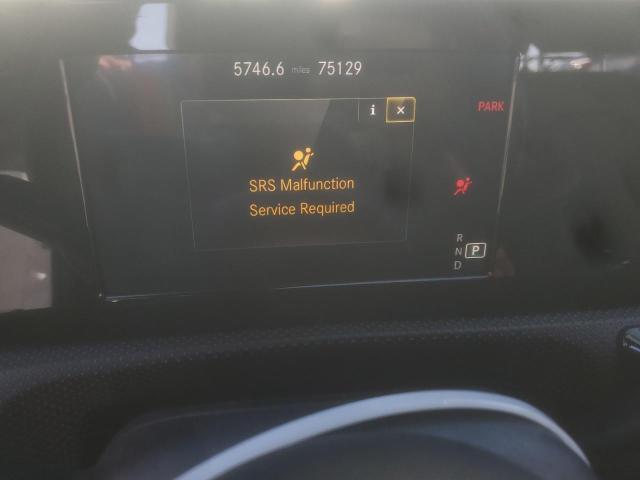 5746.6 miles 75129
i ×
PARK
SRS Malfunction
Service Required
R
N P
D